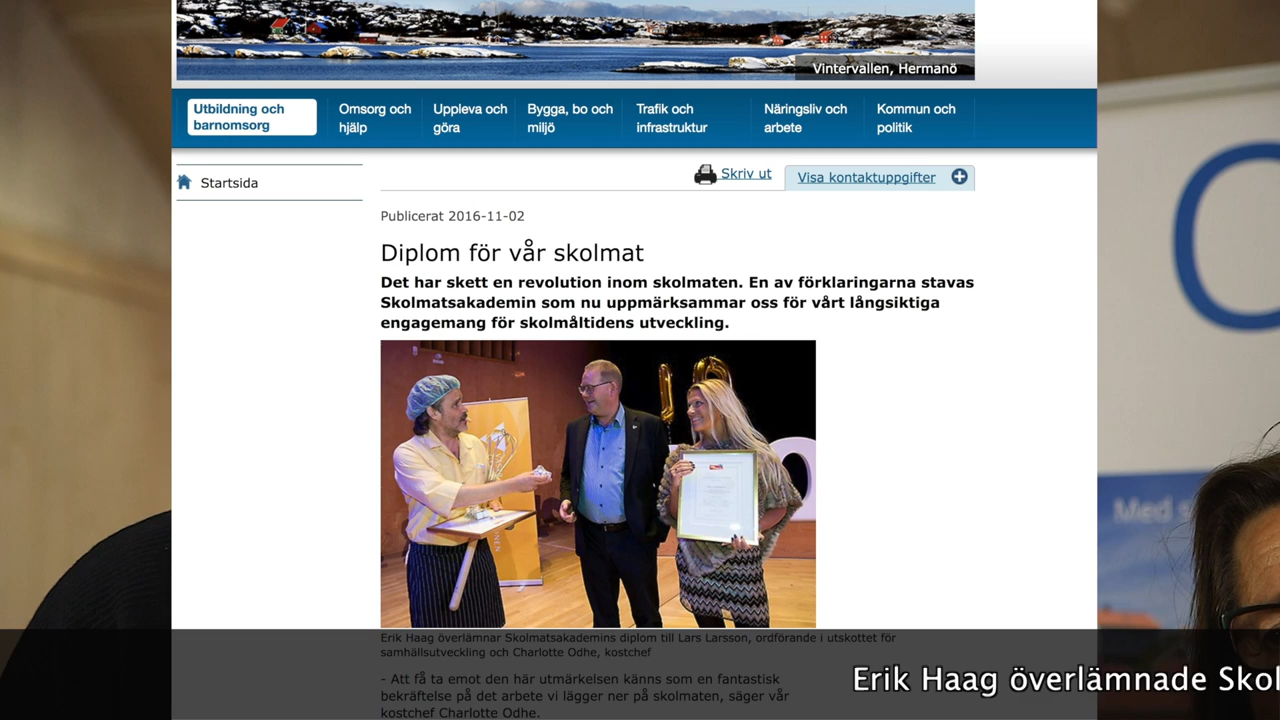 Vintervallen, Hermanö
Utbildning och
barnomsorg
Omsorg och
hjälp
Uppleva och
göra
Bygga, bo och
miljö
Trafik och
infrastruktur
Näringsliv och
arbete
Kommun och
politik
Startsida
Skriv ut
Visa kontaktuppgifter
Publicerat 2016-11-02
Diplom för vår skolmat
Det har skett en revolution inom skolmaten. En av förklaringarna stavas
Skolmatsakademin som nu uppmärksammar oss för vårt långsiktiga
engagemang för skolmåltidens utveckling.
Erik Haag överlämnar Skolmatsakademins diplom till Lars Larsson, ordförande i utskottet för
samhällsutveckling och Charlotte Odhe, kostchef
- Att få ta emot den här utmärkelsen känns som en fantastisk
bekräftelse på det arbete vi lägger ner på skolmaten, säger vår
kostchef Charlotte Odhe.
Med s
Erik Haag överlämnade Skol